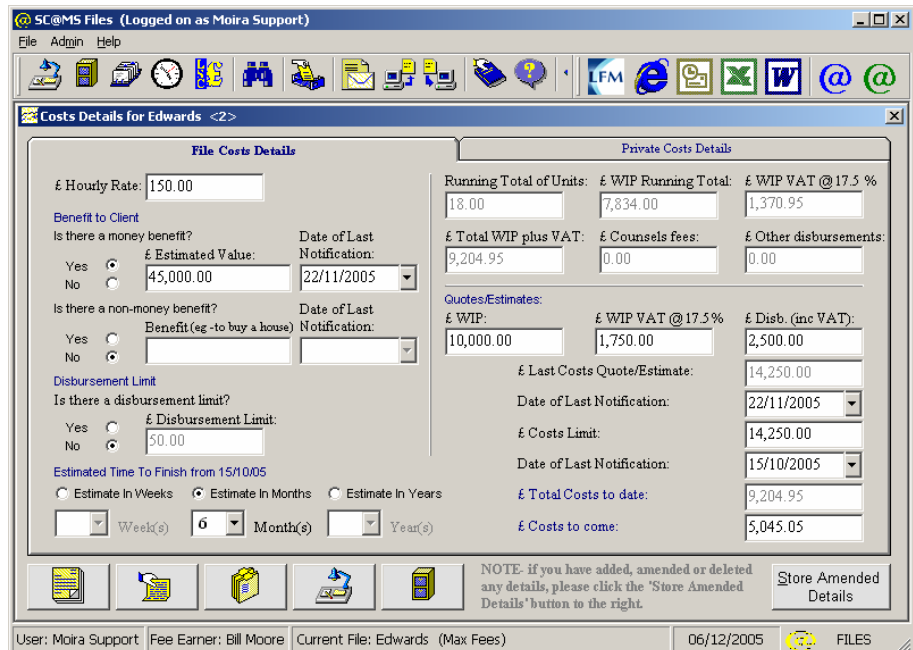 @ SC@MS Files (Logged on as Moira Support)
File Admin Help
LFM W @ @
Costs Details for Edwards <2>
File Costs Details
Private Costs Details
£ Hourly Rate: 150.00
Benefit to Client
Is there a money benefit?
Date of Last Notification:
£ Estimated Value:
Yes
No
45,000.00
22/11/2005
Is there a non-money benefit?
Date of Last Notification:
Benefit (eg -to buy a house)
Yes
No
Disbursement Limit
Is there a disbursement limit?
£ Disbursement Limit:
Yes
No
50.00
Estimated Time To Finish from 15/10/05
Estimate In Weeks Estimate In Months Estimate In Years
Week(s) 6 Month(s) Year(s)
Running Total of Units: £ WIP Running Total: £ WIP VAT @ 17.5 %
18.00 7,834.00 1,370.95
£ Total WIP plus VAT: £ Counsels fees: £ Other disbursements:
9,204.95 0.00 0.00
Quotes/Estimates:
£ WIP: £ WIP VAT @ 17.5% £ Disb. (inc VAT):
10,000.00 1,750.00 2,500.00
£ Last Costs Quote/Estimate: 14,250.00
Date of Last Notification: 22/11/2005
£ Costs Limit: 14,250.00
Date of Last Notification: 15/10/2005
£ Total Costs to date: 9,204.95
£ Costs to come: 5,045.05
NOTE- if you have added, amended or deleted
any details, please click the 'Store Amended
Details' button to the right.
Store Amended
Details
User: Moira Support Fee Earner: Bill Moore Current File: Edwards (Max Fees) 06/12/2005 @ FILES